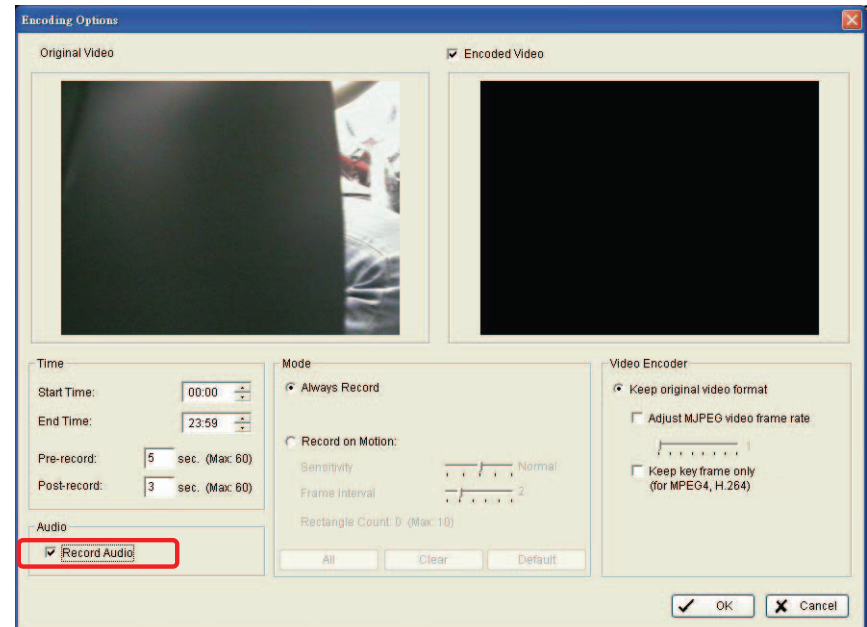 Encoding Options
Original Video
Encoded Video
Time
Start Time: 00:00
End Time: 23:59
Pre-record: 5 sec. (Max: 60)
Post-record: 3 sec. (Max: 60)
Audio
Record Audio
Mode
Always Record
Record on Motion:
Sensitivity Normal
Frame Interval 2
Rectangle Count: 0 (Max: 10)
All Clear Default
Video Encoder
Keep original video format
Adjust MJPEG video frame rate
1
Keep key frame only
(for MPEG4, H.264)
OK Cancel